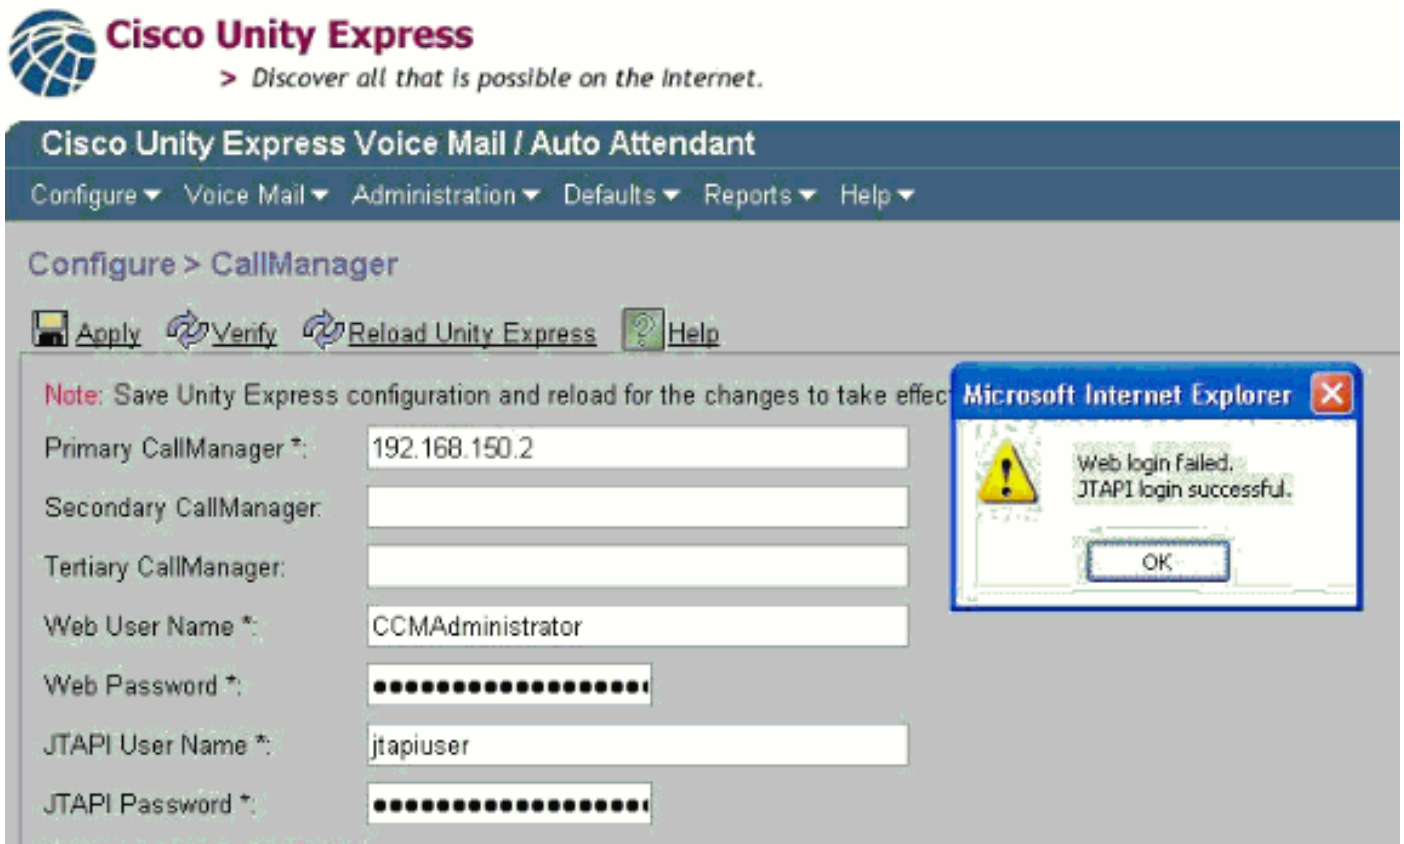 Cisco Unity Express
> Discover all that is possible on the Internet.
Cisco Unity Express Voice Mail / Auto Attendant
Configure Voice Mail Administration Defaults Reports Help
Configure > CallManager
Apply Verify Reload Unity Express ? Help
Note: Save Unity Express configuration and reload for the changes to take effec
Primary CallManager *: 192.168.150.2
Secondary CallManager:
Tertiary CallManager:
Web User Name *: CCMAdministrator
Web Password *: ••••••••••••••••••
JTAPI User Name *: jtapiuser
JTAPI Password *: ••••••••••••••••••
Microsoft Internet Explorer
Web login failed.
JTAPI login successful.
OK